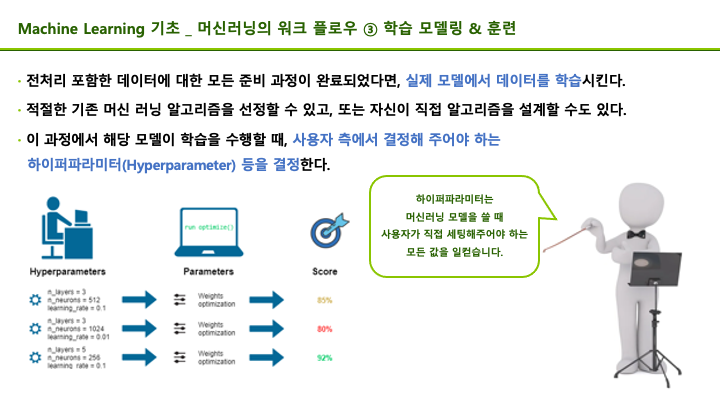 Machine Learning 기초 _ 머신러닝의 워크 플로우 ③ 학습 모델링 & 훈련
· 전처리 포함한 데이터에 대한 모든 준비 과정이 완료되었다면, 실제 모델에서 데이터를 학습시킨다.
· 적절한 기존 머신 러닝 알고리즘을 선정할 수 있고, 또는 자신이 직접 알고리즘을 설계할 수도 있다.
· 이 과정에서 해당 모델이 학습을 수행할 때, 사용자 측에서 결정해 주어야 하는
하이퍼파라미터(Hyperparameter) 등을 결정한다.
하이퍼파라미터는
머신러닝 모델을 쓸 때
사용자가 직접 세팅해주어야 하는
모든 값을 일컫습니다.
run optimize()
Hyperparameters
Parameters
Score
n_layers = 3
n_neurons = 512
learning_rate = 0.1
Weights
optimization
85%
n_layers = 3
n_neurons = 1024
learning_rate = 0.01
Weights
optimization
80%
n_layers = 5
n_neurons = 256
learning_rate = 0.1
Weights
optimization
92%